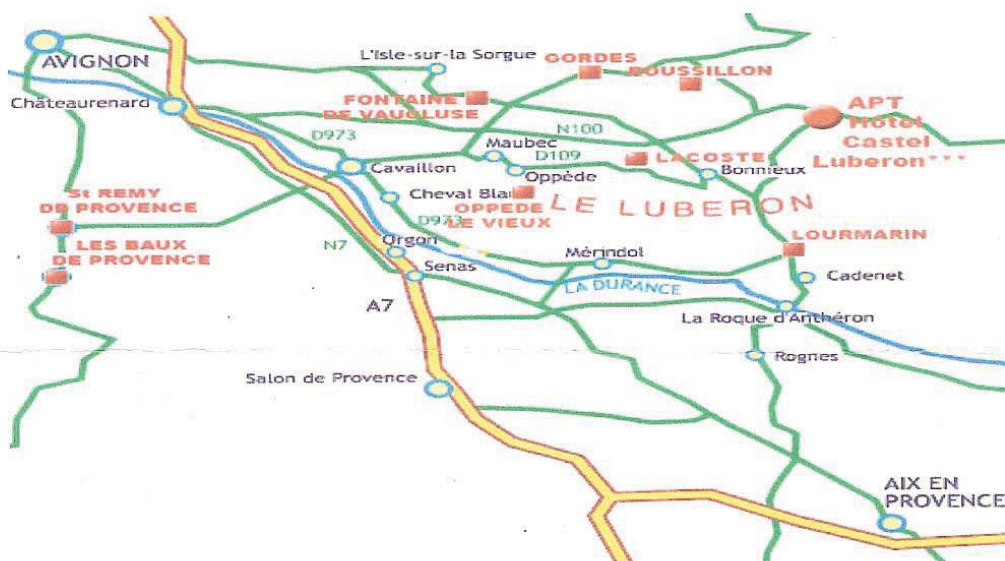 AVIGNON
L'Isle-sur-la Sorgue
GORDES
ROUSSILLON
Châteaurenard
FONTAINE
DE VAUCLUSE
APT
Hôtel
Castel
Luberon***
D973
N100
Maubec
D109
LACOSTE
Cavaillon
Oppède
Bonnieux
St REMY
DE PROVENCE
Cheval Bla
OPPEDE
LE VIEUX
LE LUBERON
D973
LES BAUX
DE PROVENCE
N7
Orgon
Mérindol
LOURMARIN
Senas
LA DURANCE
Cadenet
A7
La Roque d'Anthéron
Rognes
Salon de Provence
AIX EN
PROVENCE